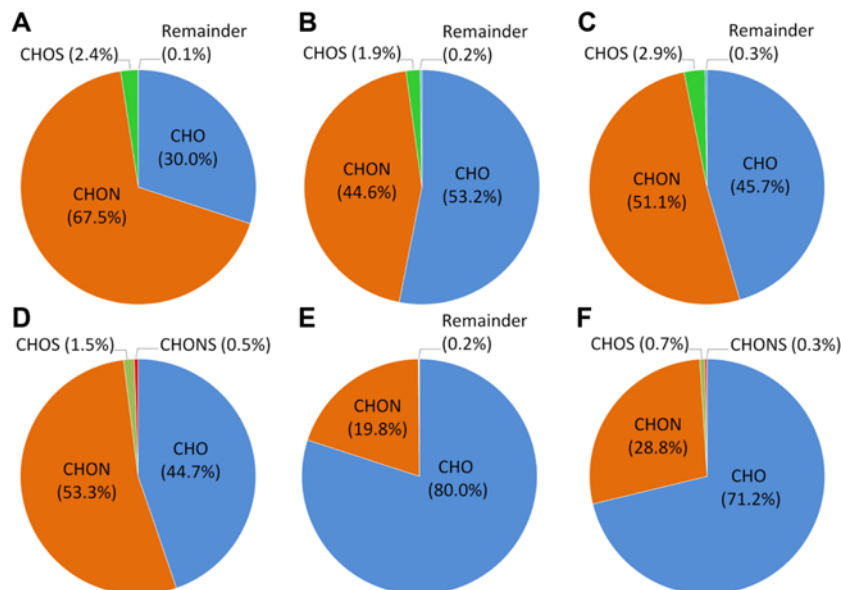 A
CHOS (2.4%)
Remainder
(0.1%)
CHO
(30.0%)
CHON
(67.5%)
B
CHOS (1.9%)
Remainder
(0.2%)
CHON
(44.6%)
CHO
(53.2%)
C
CHOS (2.9%)
Remainder
(0.3%)
CHON
(51.1%)
CHO
(45.7%)
D
CHOS (1.5%)
CHONS (0.5%)
CHO
(44.7%)
CHON
(53.3%)
E
Remainder
(0.2%)
CHON
(19.8%)
CHO
(80.0%)
F
CHOS (0.7%)
CHONS (0.3%)
CHON
(28.8%)
CHO
(71.2%)